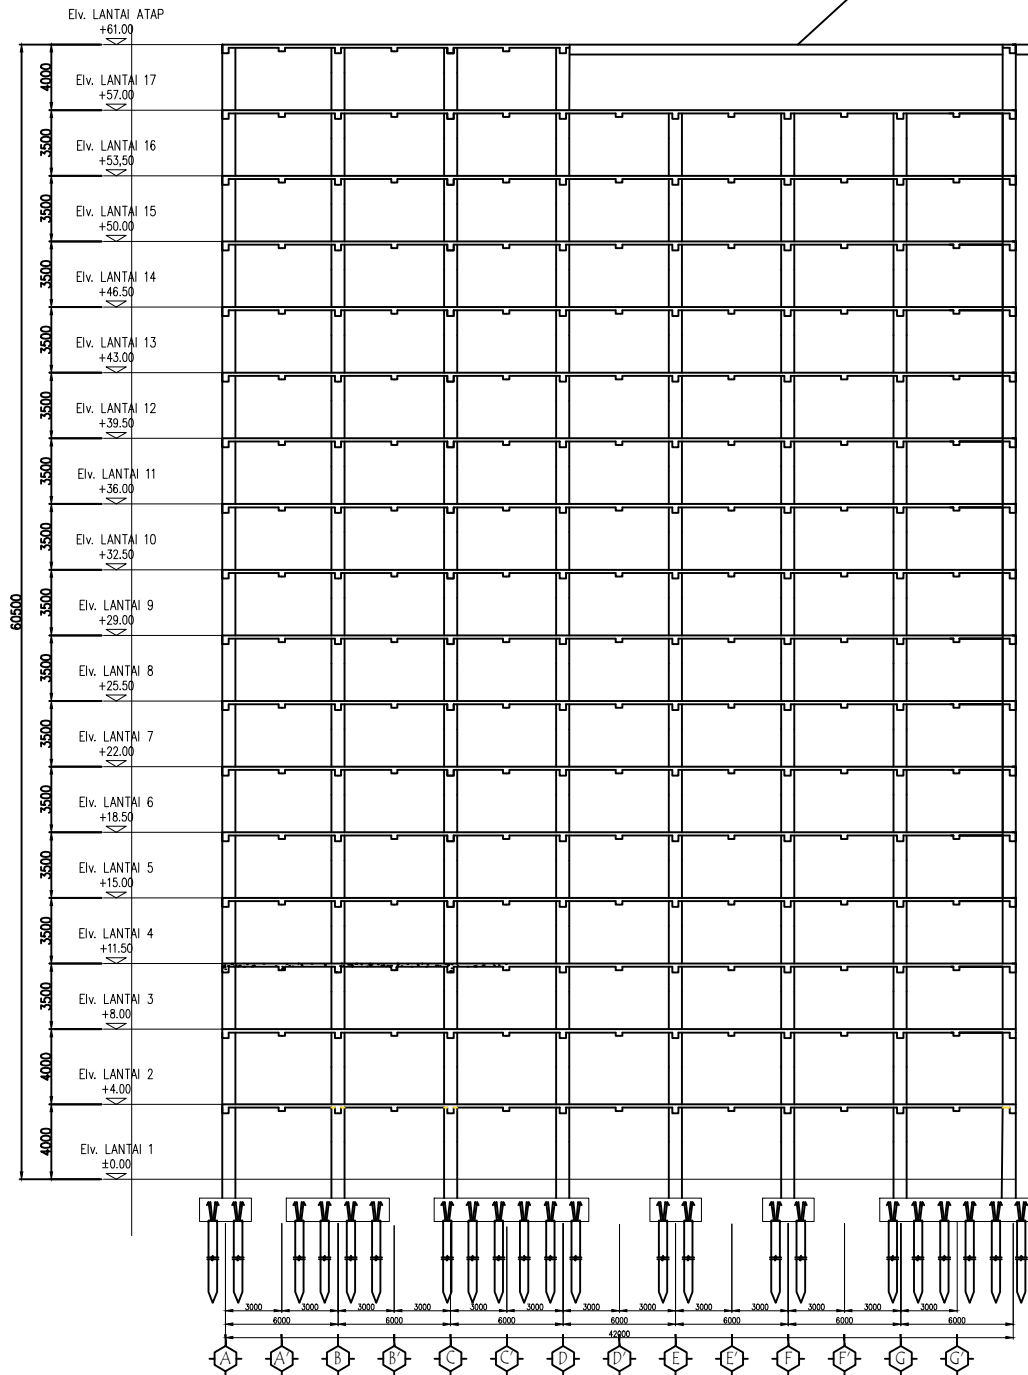 Elv. LANTAI ATAP
+61.00
4000
Elv. LANTAI 17
+57.00
3500
Elv. LANTAI 16
+53,50
3500
Elv. LANTAI 15
+50.00
3500
Elv. LANTAI 14
+46.50
3500
Elv. LANTAI 13
+43.00
3500
Elv. LANTAI 12
+39.50
3500
Elv. LANTAI 11
+36.00
3500
Elv. LANTAI 10
+32.50
3500
Elv. LANTAI 9
+29.00
60500
3500
Elv. LANTAI 8
+25.50
3500
Elv. LANTAI 7
+22.00
3500
Elv. LANTAI 6
+18.50
3500
Elv. LANTAI 5
+15.00
3500
Elv. LANTAI 4
+11.50
3500
Elv. LANTAI 3
+8.00
4000
Elv. LANTAI 2
+4.00
4000
Elv. LANTAI 1
±0.00
3000 3000 3000 3000 3000 3000 3000 3000 3000 3000 3000 3000 3000
6000 6000 6000 6000 6000 6000 6000
42000
A A' B B' C C' D D' E E' F F' G G'